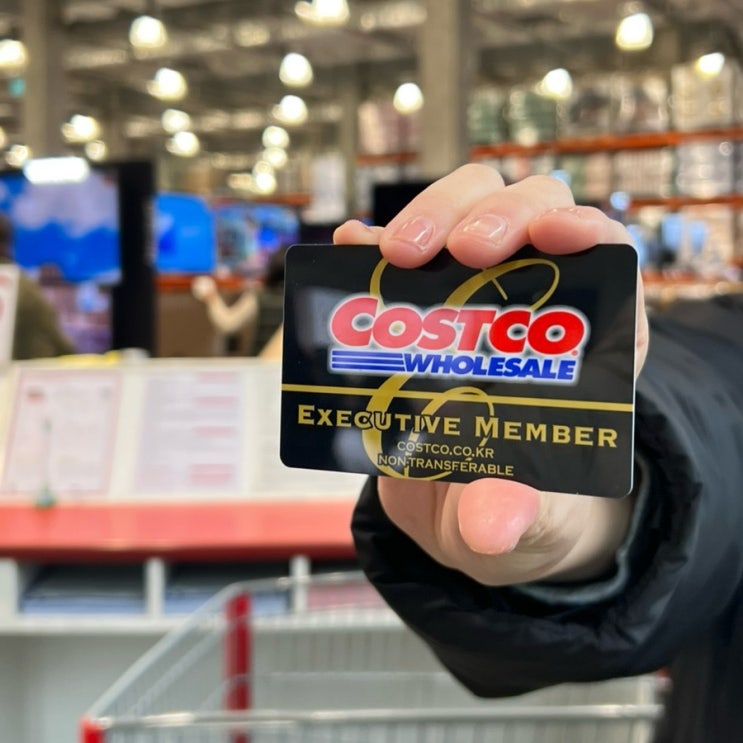 COSTCO
WHOLESALE
EXECUTIVE MEMBER
COSTCO.CO.KR
NON-TRANSFERABLE